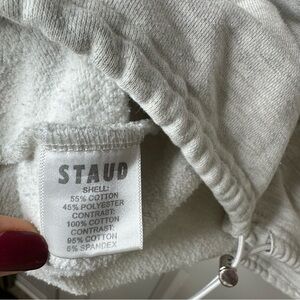 STAUD
SHELL:
55% COTTON
45% POLYESTER
CONTRAST:
100% COTTON
CONTRAST:
95% COTTON
5% SPANDEX